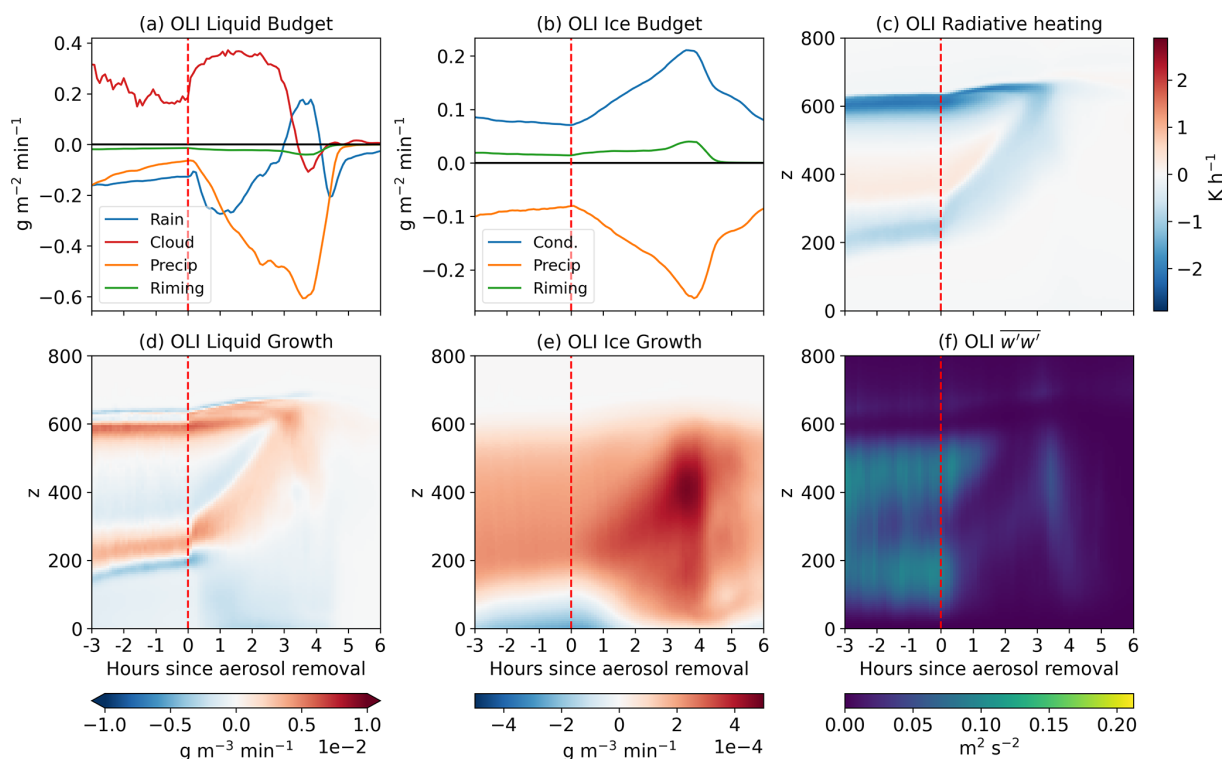 (a) OLI Liquid Budget
(b) OLI Ice Budget
(c) OLI Radiative heating
0.4
0.2
0.0
−0.2
−0.4
−0.6
g m−2 min−1
Rain
Cloud
Precip
Riming
0.2
0.1
0.0
−0.1
−0.2
g m−2 min−1
Cond.
Precip
Riming
800
600
400
200
0
z
2
1
0
−1
−2
K h−1
(d) OLI Liquid Growth
(e) OLI Ice Growth
(f) OLI w′w′
800
600
400
200
0
z
-3 -2 -1 0 1 2 3 4 5 6
Hours since aerosol removal
800
600
400
200
0
z
-3 -2 -1 0 1 2 3 4 5 6
Hours since aerosol removal
800
600
400
200
0
z
-3 -2 -1 0 1 2 3 4 5 6
Hours since aerosol removal
−1.0 −0.5 0.0 0.5 1.0
g m−3 min−1 1e−2
−4 −2 0 2 4
g m−3 min−1 1e−4
0.00 0.05 0.10 0.15 0.20
m2 s−2